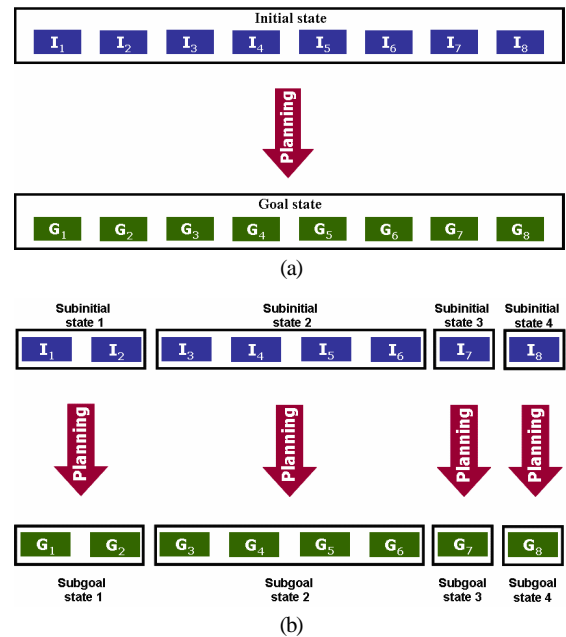 Initial state
I1 I2 I3 I4 I5 I6 I7 I8
Planning
Goal state
G1 G2 G3 G4 G5 G6 G7 G8
(a)
Subinitial Subinitial Subinitial Subinitial
state 1 state 2 state 3 state 4
I1 I2 I3 I4 I5 I6 I7 I8
Planning Planning Planning Planning
G1 G2 G3 G4 G5 G6 G7 G8
Subgoal Subgoal Subgoal Subgoal
state 1 state 2 state 3 state 4
(b)